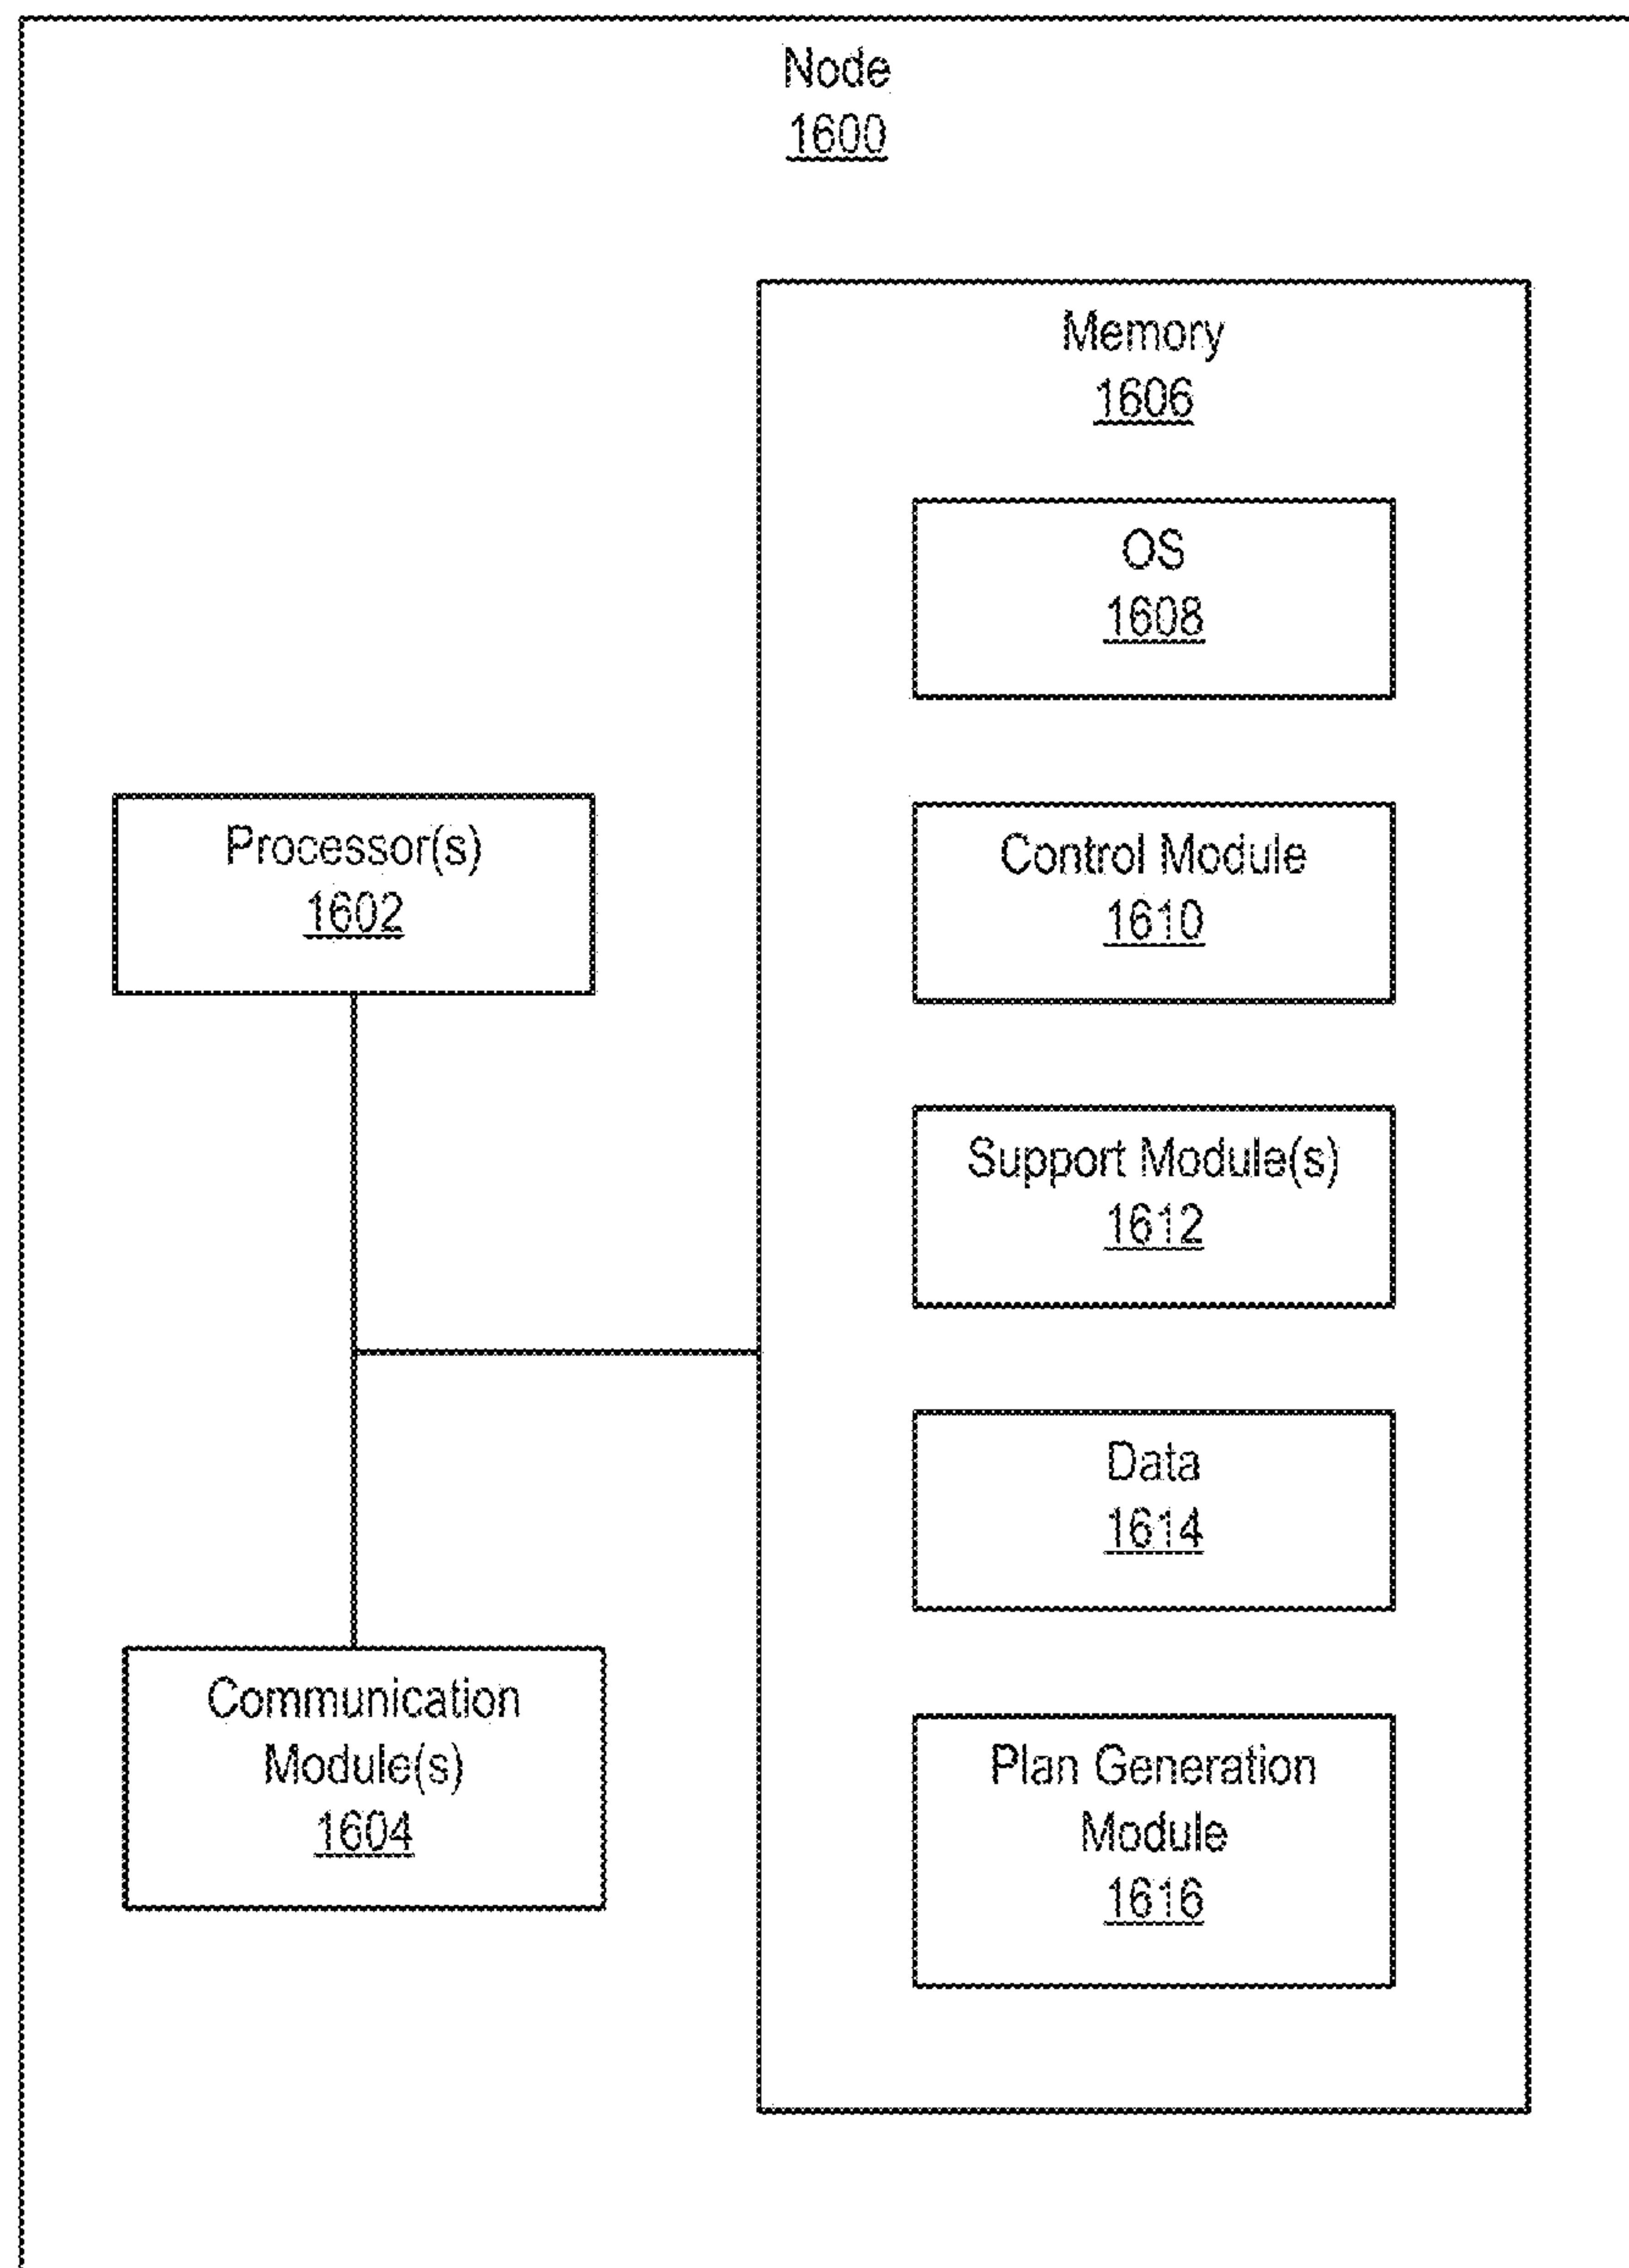 Node
1600
Memory
1606
OS
1608
Processor(s)
1602
Control Module
1610
Support Module(s)
1612
Data
1614
Communication
Module(s)
1604
Plan Generation
Module
1616